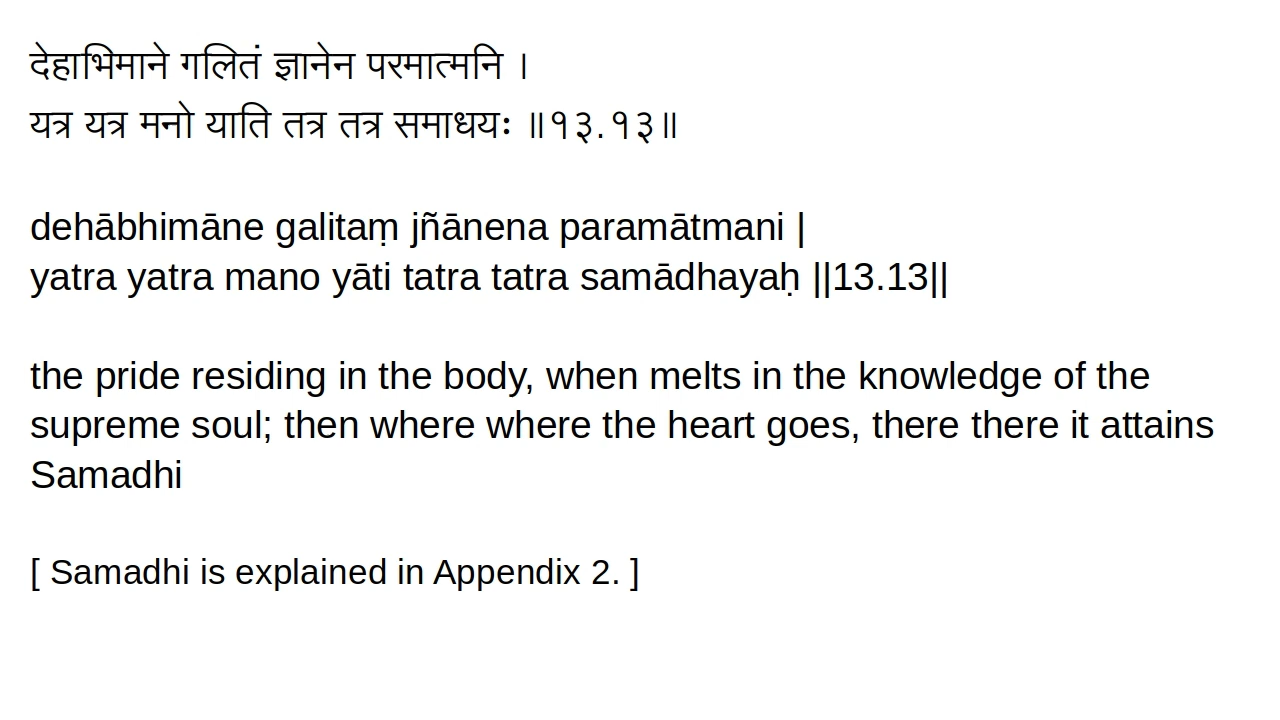 देहाभिमाने गलितं ज्ञानेन परमात्मनि ।
यत्र यत्र मनो याति तत्र तत्र समाधयः ॥१३.१३॥
dehābhimāne galitaṃ jñānena paramātmani |
yatra yatra mano yāti tatra tatra samādhayaḥ ||13.13||
the pride residing in the body, when melts in the knowledge of the
supreme soul; then where where the heart goes, there there it attains
Samadhi
[ Samadhi is explained in Appendix 2. ]